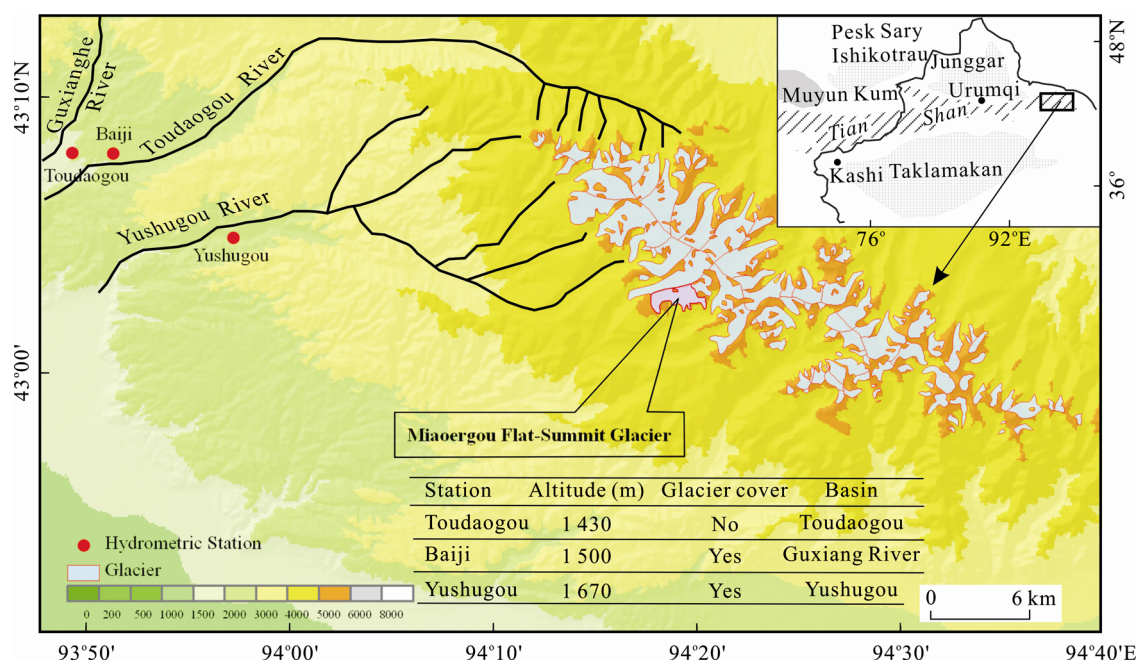 43°10'N
43°00'
Guxianghe
River
Toudaogou River
Baiji
Toudaogou
Yushugou River
Yushugou
Pesk Sary
Ishikotrau
Junggar
Muyun Kum
Urumqi
Tian Shan
Kashi
Taklamakan
48°N
36°
76°
92°E
Miaoergou Flat-Summit Glacier
Station Altitude (m) Glacier cover Basin
Toudaogou 1 430 No Toudaogou
Baiji 1 500 Yes Guxiang River
Yushugou 1 670 Yes Yushugou
Hydrometric Station
Glacier
0 200 500 1000 1500 2000 3000 4000 5000 6000 8000
0 6 km
93°50' 94°00' 94°10' 94°20' 94°30' 94°40'E